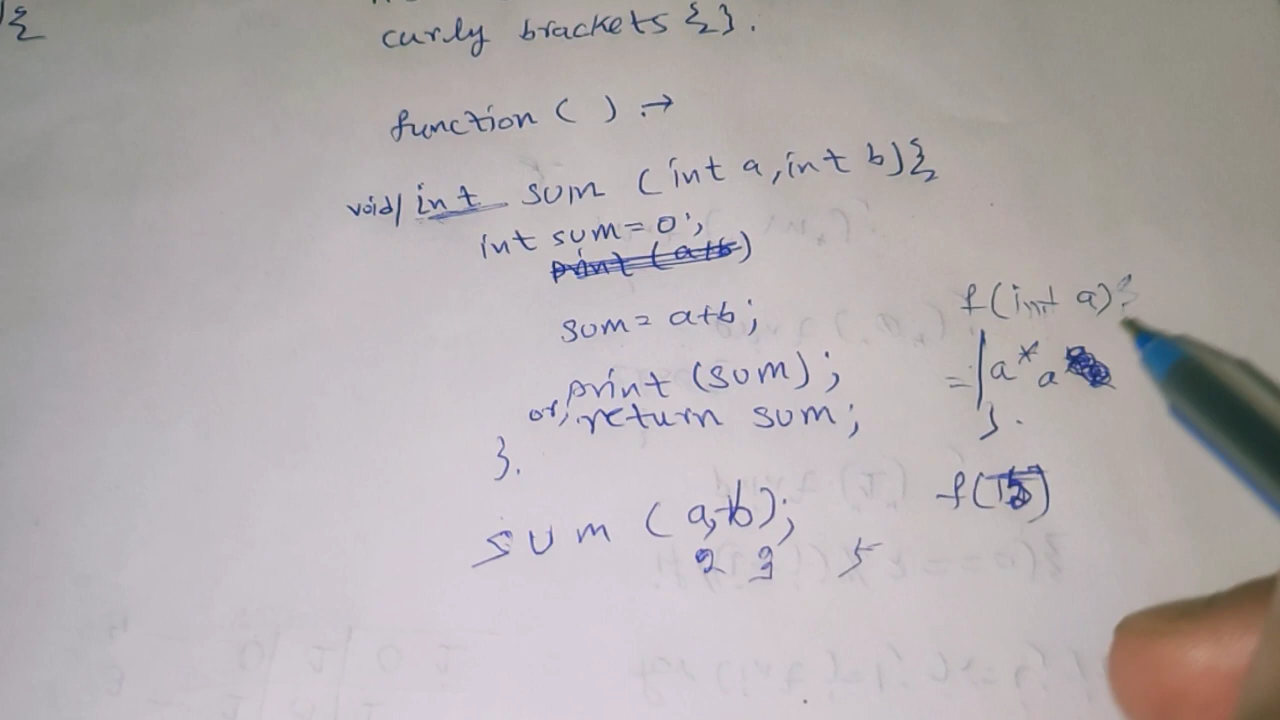 ){
curly brackets {}.
function ( ) :→
void/ int sum (int a, int b){
int sum = 0;
print (a+b)
sum = a+b;
print (sum);
or, return sum;
}.
sum (a,b);
2 3 5
f(int a){
= a* a
}.